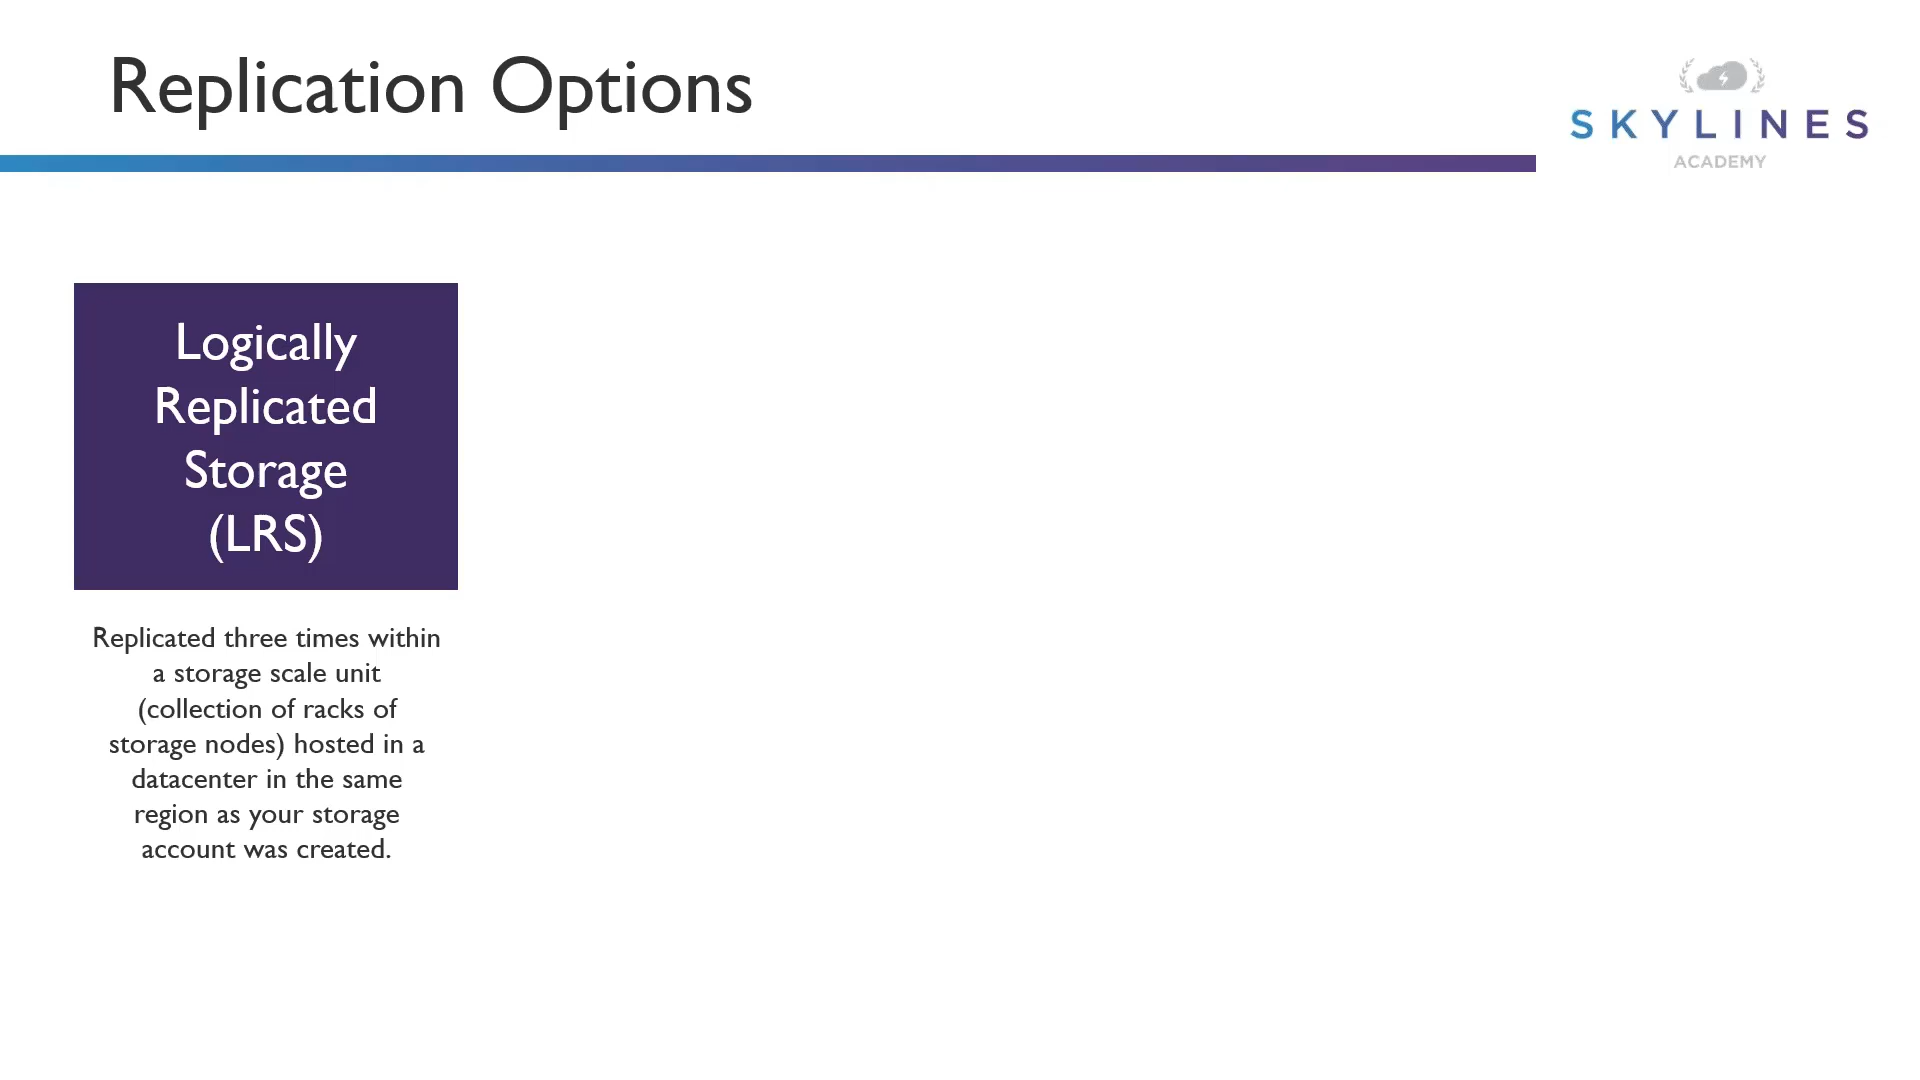 Replication Options
SKYLINES
ACADEMY
Logically
Replicated
Storage
(LRS)
Replicated three times within
a storage scale unit
(collection of racks of
storage nodes) hosted in a
datacenter in the same
region as your storage
account was created.